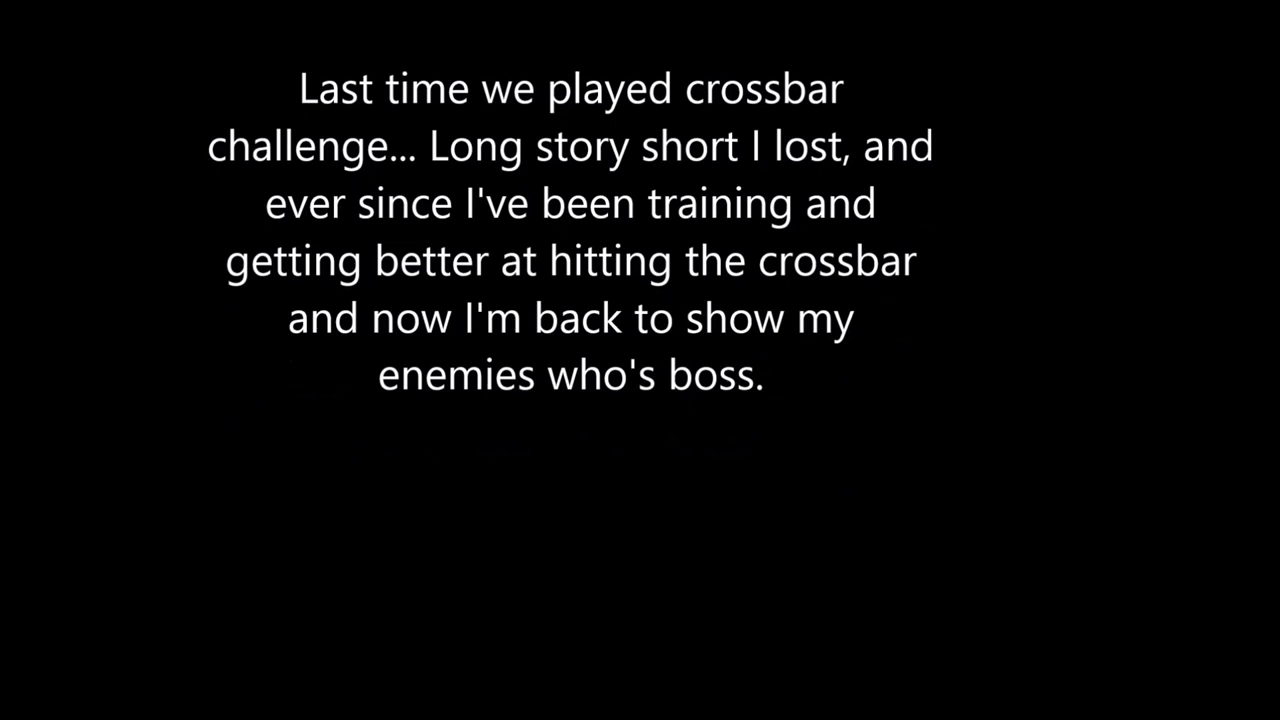 Last time we played crossbar
challenge... Long story short I lost, and
ever since I've been training and
getting better at hitting the crossbar
and now I'm back to show my
enemies who's boss.